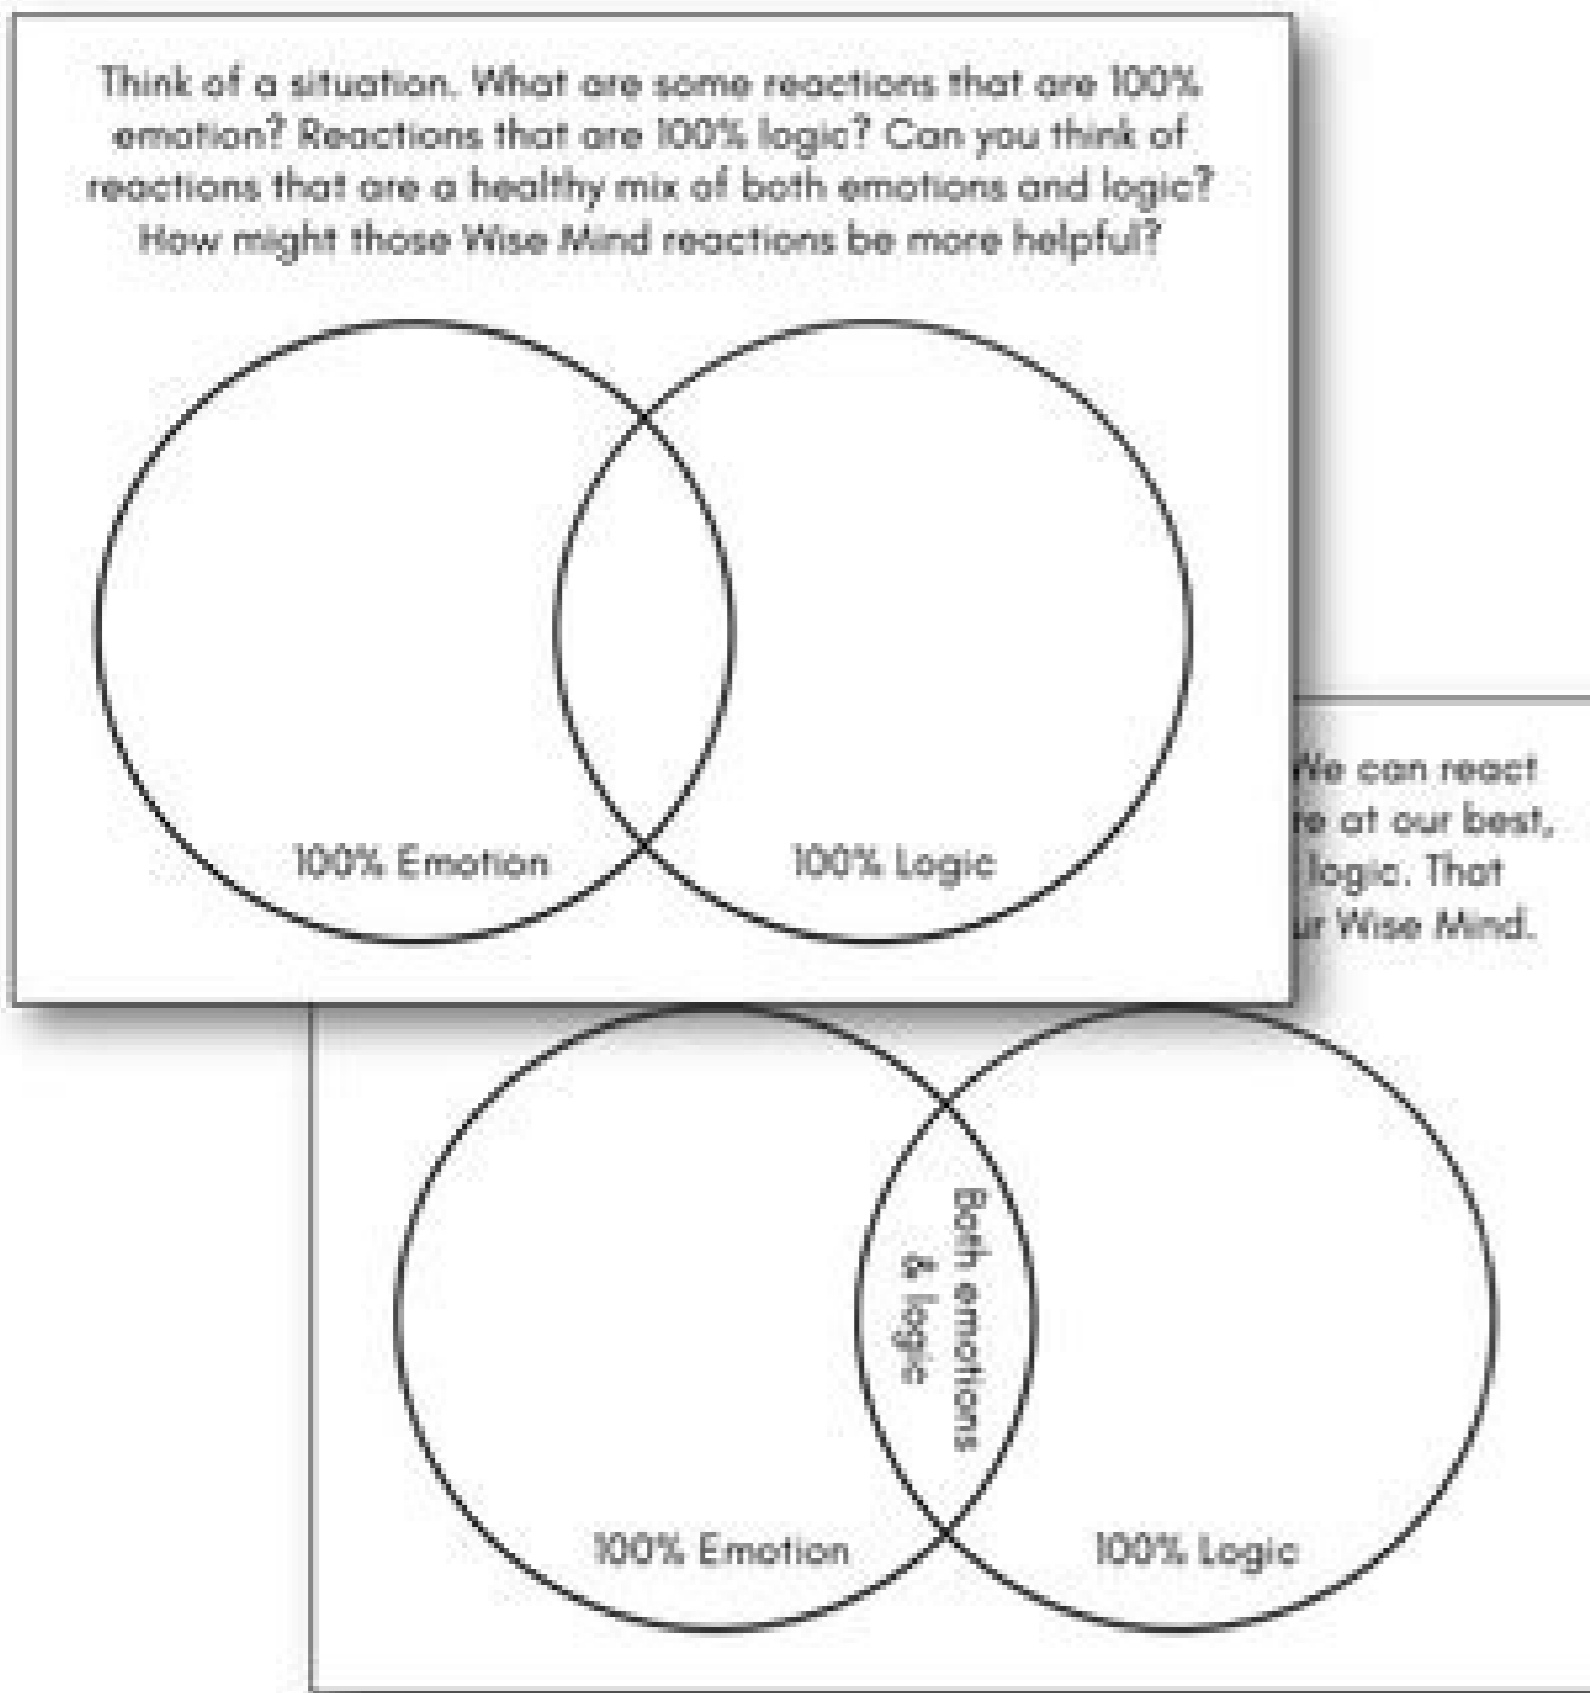 Think of a situation. What are some reactions that are 100%
emotion? Reactions that are 100% logic? Can you think of
reactions that are a healthy mix of both emotions and logic?
How might those Wise Mind reactions be more helpful?
100% Emotion
100% Logic
We can react
re at our best,
logic. That
ur Wise Mind.
Both emotions
& logic
100% Emotion
100% Logic